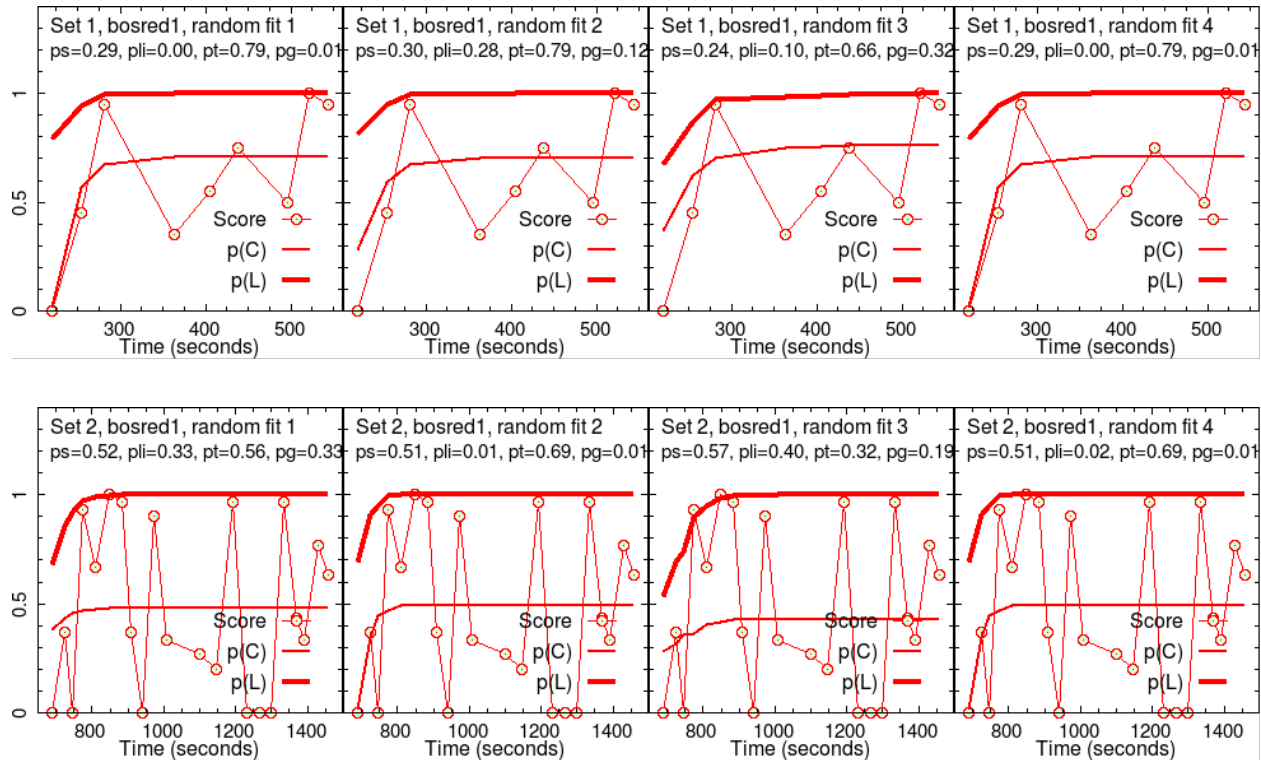 Set 1, bosred1, random fit 1
ps=0.29, pli=0.00, pt=0.79, pg=0.01
Set 1, bosred1, random fit 2
ps=0.30, pli=0.28, pt=0.79, pg=0.12
Set 1, bosred1, random fit 3
ps=0.24, pli=0.10, pt=0.66, pg=0.32
Set 1, bosred1, random fit 4
ps=0.29, pli=0.00, pt=0.79, pg=0.01
1
0.5
0
Score
p(C)
p(L)
Score
p(C)
p(L)
Score
p(C)
p(L)
Score
p(C)
p(L)
300 400 500
300 400 500
300 400 500
300 400 500
Time (seconds)
Time (seconds)
Time (seconds)
Time (seconds)
Set 2, bosred1, random fit 1
ps=0.52, pli=0.33, pt=0.56, pg=0.33
Set 2, bosred1, random fit 2
ps=0.51, pli=0.01, pt=0.69, pg=0.01
Set 2, bosred1, random fit 3
ps=0.57, pli=0.40, pt=0.32, pg=0.19
Set 2, bosred1, random fit 4
ps=0.51, pli=0.02, pt=0.69, pg=0.01
1
0.5
0
Score
p(C)
p(L)
Score
p(C)
p(L)
Score
p(C)
p(L)
Score
p(C)
p(L)
800 1000 1200 1400
800 1000 1200 1400
800 1000 1200 1400
800 1000 1200 1400
Time (seconds)
Time (seconds)
Time (seconds)
Time (seconds)